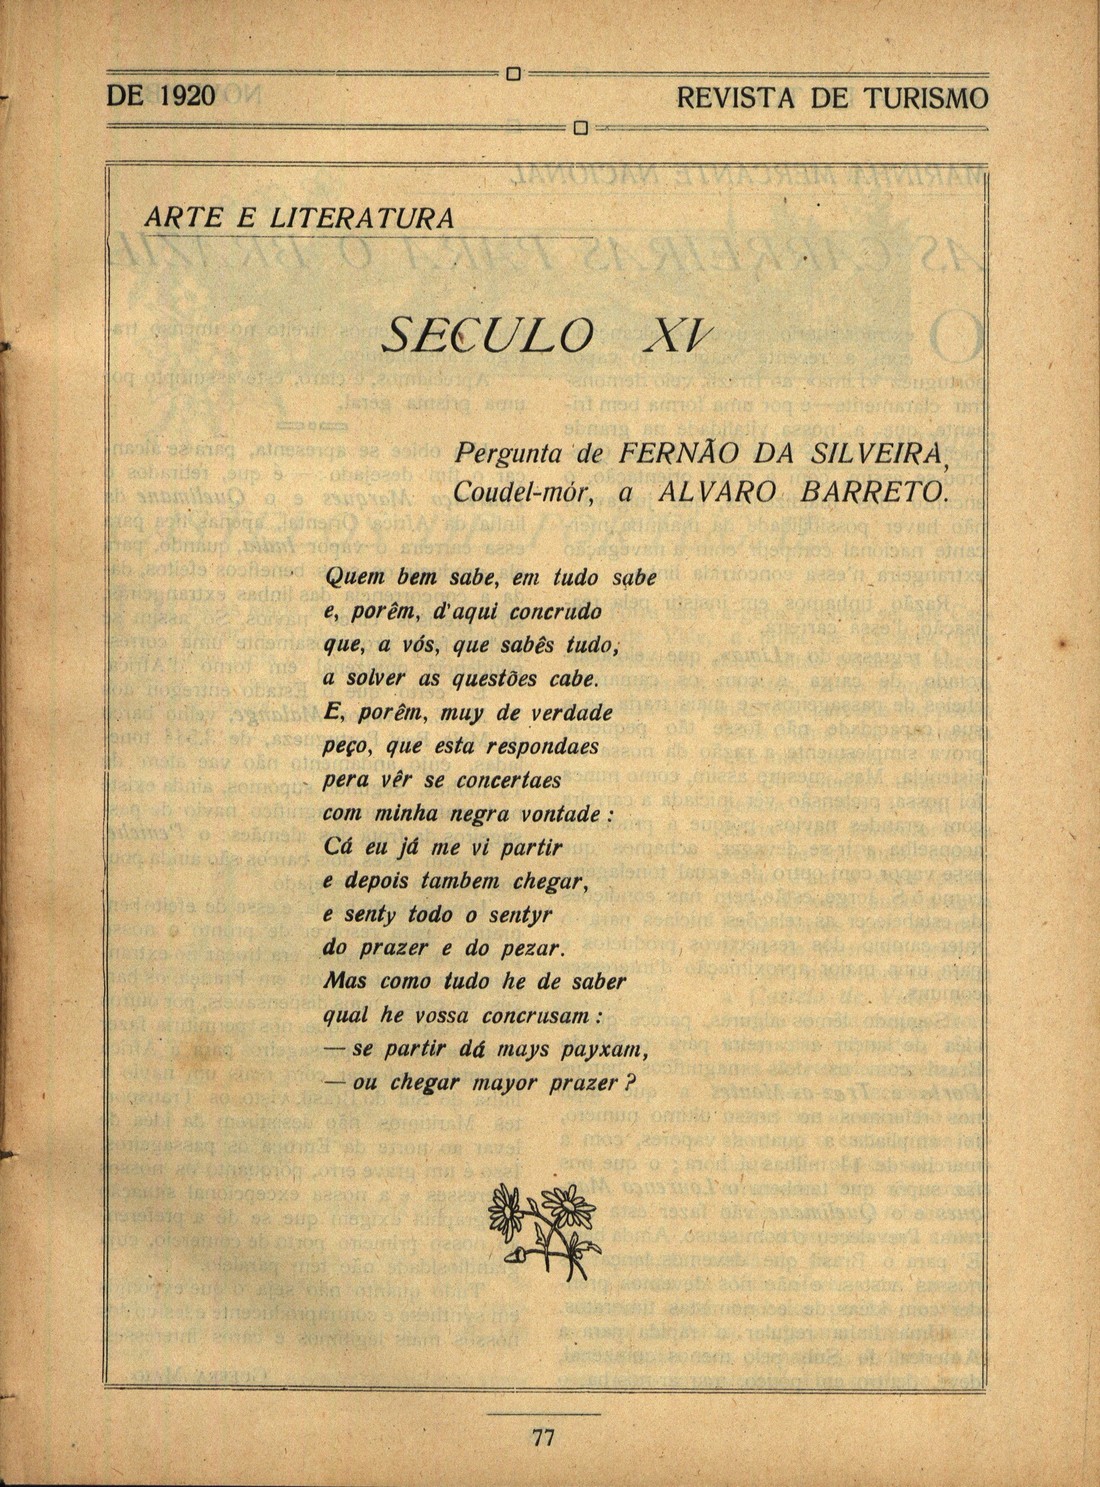 DE 1920
REVISTA DE TURISMO
ARTE E LITERATURA
SECULO XV
Pergunta de FERNÃO DA SILVEIRA,
Coudel-mór, a ALVARO BARRETO.
Quem bem sabe, em tudo sabe
e, porêm, d'aqui concrudo
que, a vós, que sabês tudo,
a solver as questões cabe.
E, porêm, muy de verdade
peço, que esta respondaes
pera vêr se concertaes
com minha negra vontade :
Cá eu já me vi partir
e depois tambem chegar,
e senty todo o sentyr
do prazer e do pezar.
Mas como tudo he de saber
qual he vossa concrusam :
— se partir dá mays payxam,
— ou chegar mayor prazer ?
77